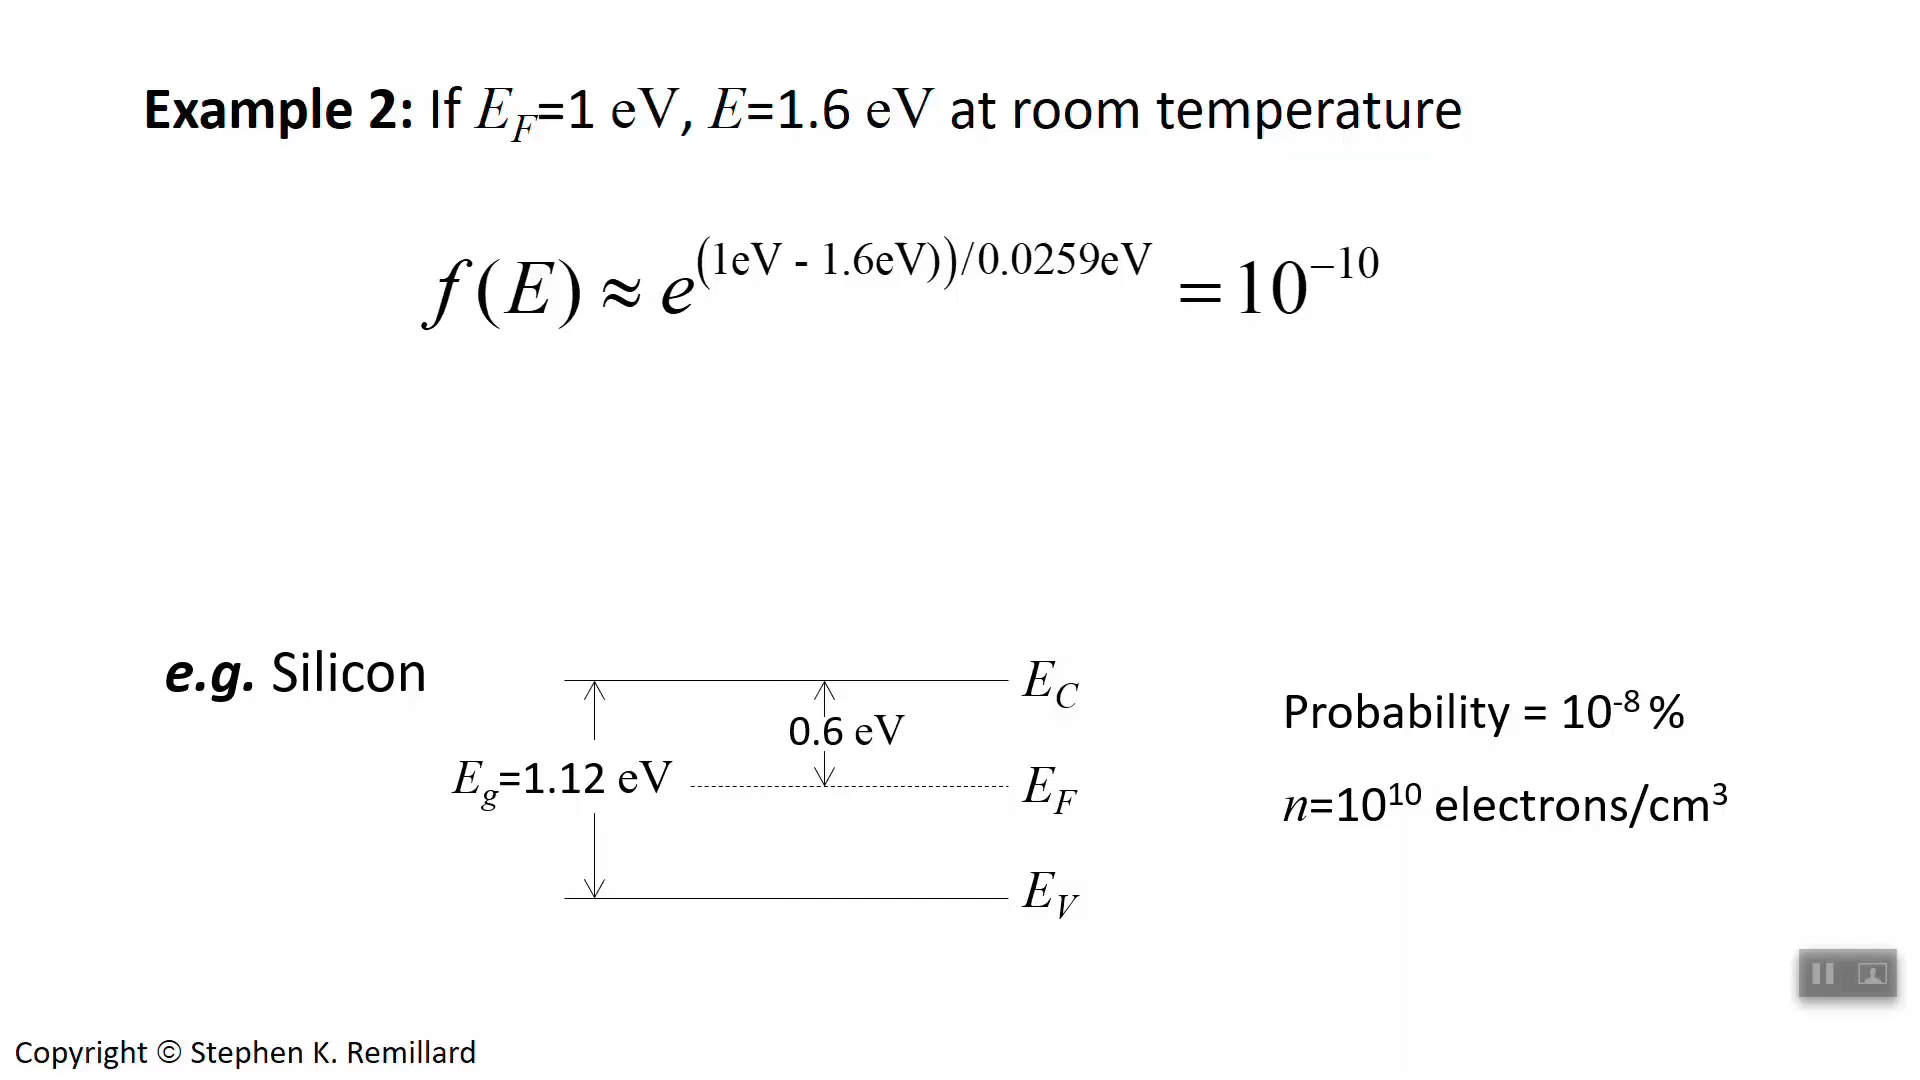 Example 2: If E_F=1 eV, E=1.6 eV at room temperature
f(E) ≈ e^(1eV - 1.6eV))/0.0259eV = 10^−10
e.g. Silicon
E_C
0.6 eV
Probability = 10^-8 %
E_g=1.12 eV
E_F
n=10^10 electrons/cm^3
E_V
Copyright © Stephen K. Remillard